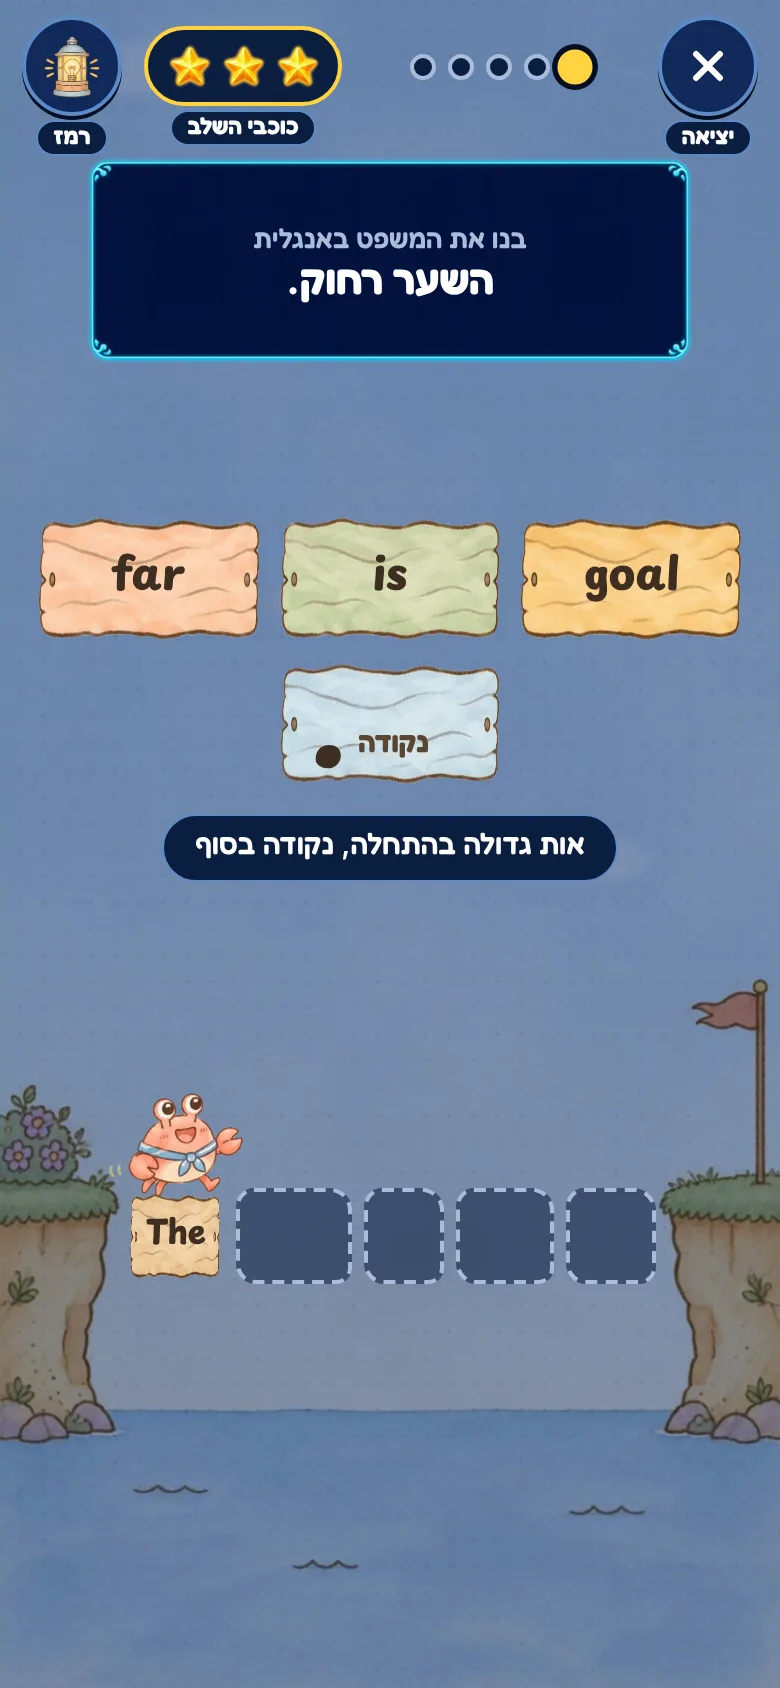 רמז
כוכבי השלב
יציאה
בנו את המשפט באנגלית
השער רחוק.
far
is
goal
נקודה
אות גדולה בהתחלה, נקודה בסוף
The